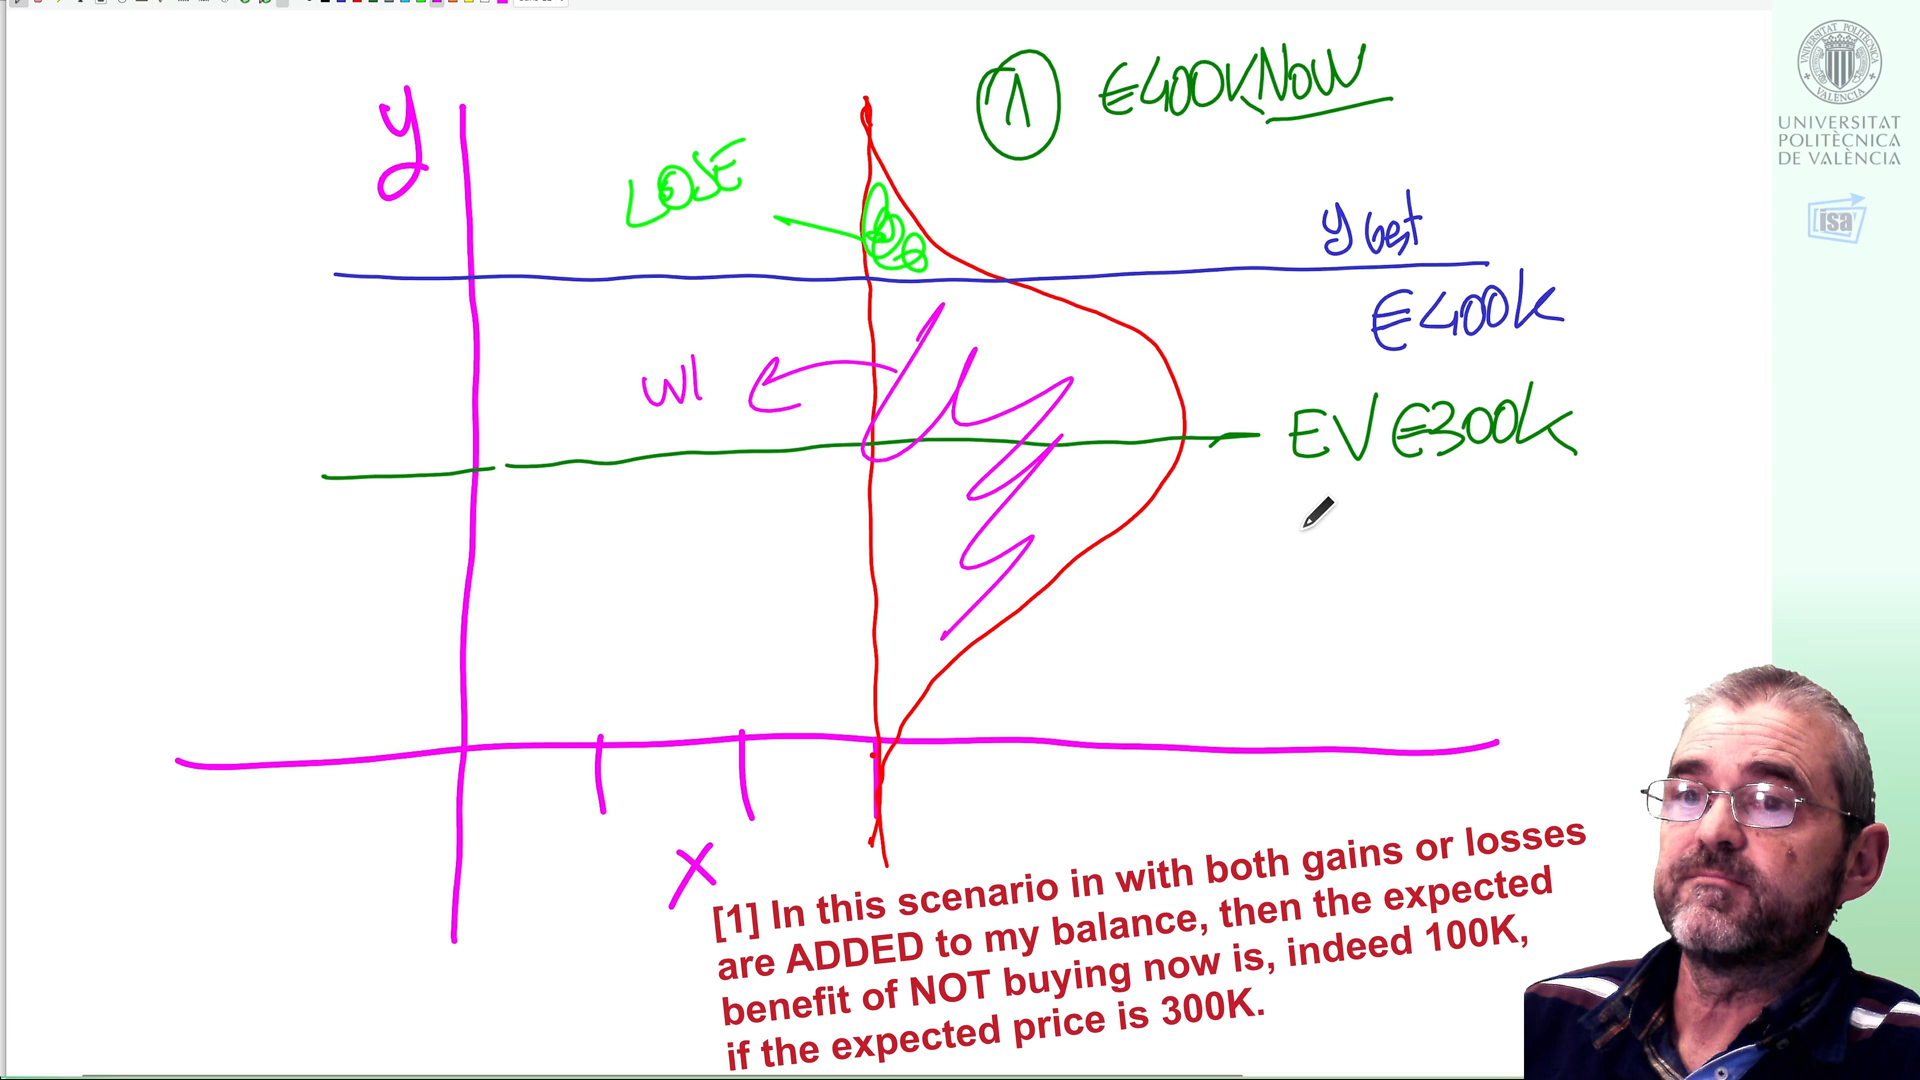 1 €400K NOW
y
LOSE
y best
€400K
WI
EV €300K
x
[1] In this scenario in with both gains or losses
are ADDED to my balance, then the expected
benefit of NOT buying now is, indeed 100K,
if the expected price is 300K.
UNIVERSITAT
POLITÈCNICA
DE VALÈNCIA
isa